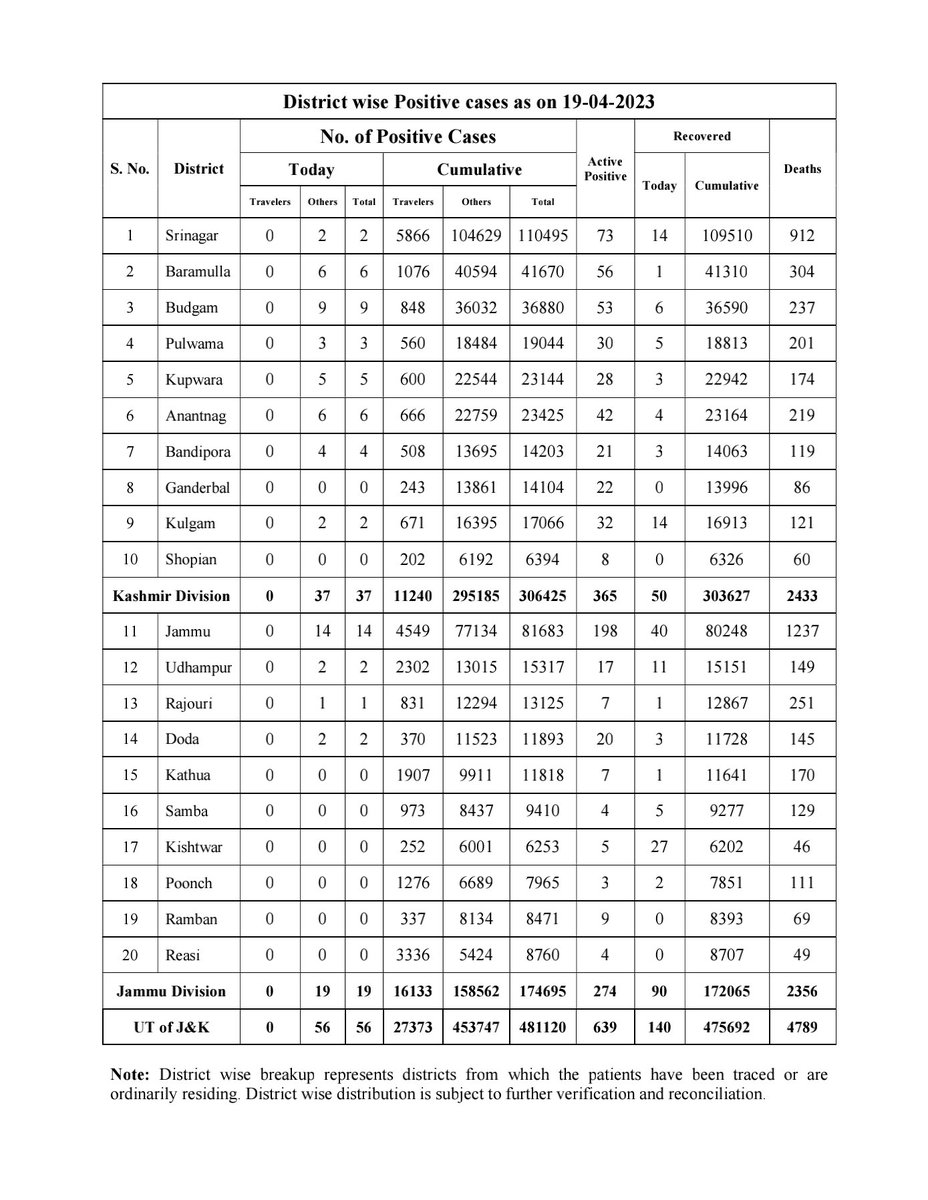 District wise Positive cases as on 19-04-2023
S. No. District No. of Positive Cases Active Positive Recovered Deaths
Today Cumulative Today Cumulative
Travelers Others Total Travelers Others Total
1 Srinagar 0 2 2 5866 104629 110495 73 14 109510 912
2 Baramulla 0 6 6 1076 40594 41670 56 1 41310 304
3 Budgam 0 9 9 848 36032 36880 53 6 36590 237
4 Pulwama 0 3 3 560 18484 19044 30 5 18813 201
5 Kupwara 0 5 5 600 22544 23144 28 3 22942 174
6 Anantnag 0 6 6 666 22759 23425 42 4 23164 219
7 Bandipora 0 4 4 508 13695 14203 21 3 14063 119
8 Ganderbal 0 0 0 243 13861 14104 22 0 13996 86
9 Kulgam 0 2 2 671 16395 17066 32 14 16913 121
10 Shopian 0 0 0 202 6192 6394 8 0 6326 60
Kashmir Division 0 37 37 11240 295185 306425 365 50 303627 2433
11 Jammu 0 14 14 4549 77134 81683 198 40 80248 1237
12 Udhampur 0 2 2 2302 13015 15317 17 11 15151 149
13 Rajouri 0 1 1 831 12294 13125 7 1 12867 251
14 Doda 0 2 2 370 11523 11893 20 3 11728 145
15 Kathua 0 0 0 1907 9911 11818 7 1 11641 170
16 Samba 0 0 0 973 8437 9410 4 5 9277 129
17 Kishtwar 0 0 0 252 6001 6253 5 27 6202 46
18 Poonch 0 0 0 1276 6689 7965 3 2 7851 111
19 Ramban 0 0 0 337 8134 8471 9 0 8393 69
20 Reasi 0 0 0 3336 5424 8760 4 0 8707 49
Jammu Division 0 19 19 16133 158562 174695 274 90 172065 2356
UT of J&K 0 56 56 27373 453747 481120 639 140 475692 4789
Note: District wise breakup represents districts from which the patients have been traced or are
ordinarily residing. District wise distribution is subject to further verification and reconciliation.